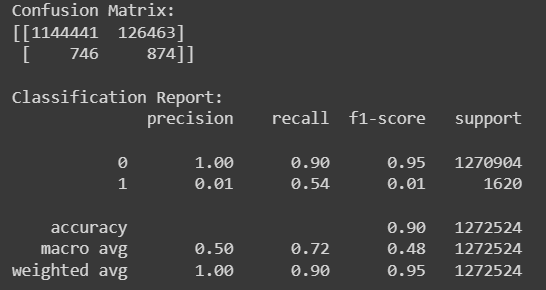 Confusion Matrix:
[[1144441  126463]
 [    746     874]]
Classification Report:
              precision    recall  f1-score   support
           0       1.00      0.90      0.95   1270904
           1       0.01      0.54      0.01      1620
    accuracy                           0.90   1272524
   macro avg       0.50      0.72      0.48   1272524
weighted avg       1.00      0.90      0.95   1272524